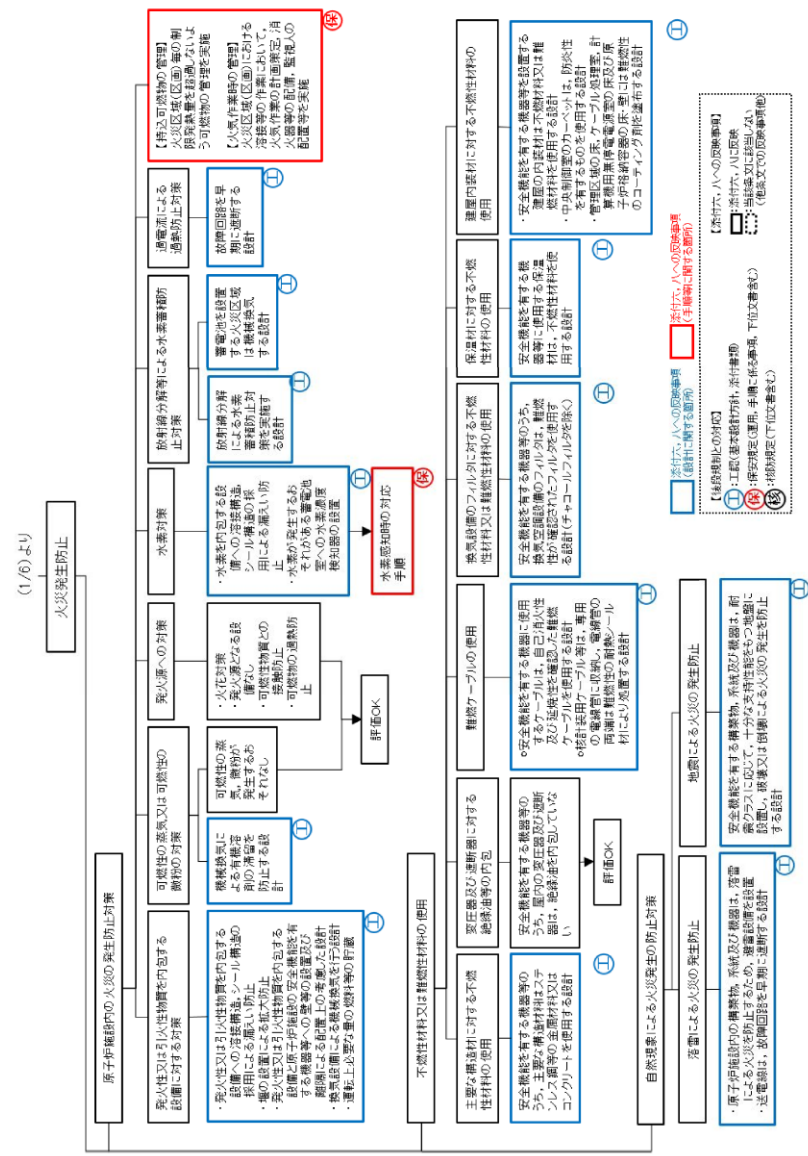 (1/6)より
火災発生防止
原子炉施設内の火災の発生防止対策
発火性又は引火性物質を内包する
設備に対する対策
・発火性又は引火性物質を内包する
設備への溶接構造，シール構造の
採用による漏えい防止
・堰の設置による拡大防止
・発火性又は引火性物質を内包する
設備と原子炉施設の安全機能を有
する機器等への壁等の設置及び
離隔による配置上の考慮した設計
・換気設備による機械換気を行う設計
・運転上必要な量の燃料等の貯蔵
工
可燃性の蒸気又は可燃性の
微粉の対策
機械換気に
よる有機溶
剤の滞留を
防止する設
計
工
可燃性の蒸
気，微粉が
発生するお
それなし
発火源への対策
・火花対策
・発火源となる設
備なし
・可燃性物質との
接触防止
・可燃物の過熱防
止
評価OK
水素対策
・水素を内包する設
備への溶接構造，
シール構造の採
用による漏えい防
止
・水素が発生するお
それがある蓄電池
室への水素濃度
検知器の設置
工
水素感知時の対応
手順
保
放射線分解等による水素蓄積防
止対策
放射線分解
による水素
蓄積防止対
策を実施す
る設計
工
蓄電池を設置
する火災区域
は機械換気
する設計
工
過電流による
過熱防止対策
故障回路を早
期に遮断する
設計
工
【持込可燃物の管理】
火災区域(区画)毎の制
限発熱量を超過しないよ
う可燃物の管理を実施
【火気作業時の管理】
火災区域(区画)における
溶接等の作業において，
火気作業の計画策定，消
火器等の配備，監視人の
配置等を実施
保
不燃性材料又は難燃性材料の使用
主要な構造材に対する不燃
性材料の使用
安全機能を有する機器等の
うち，主要な構造材料はステ
ンレス鋼等の金属材料又は
コンクリートを使用する設計
工
変圧器及び遮断器に対する
絶縁油等の内包
安全機能を有する機器等の
うち，屋内の変圧器及び遮断
器は，絶縁油を内包していな
い
評価OK
難燃ケーブルの使用
○安全機能を有する機器に使用
するケーブルは，自己消火性
及び延焼性を確認した難燃
ケーブルを使用する設計
○核計装用ケーブル等は，専用
の電線管に収納し，電線管の
両端は難燃性の耐熱シール
材により処置する設計
工
換気設備のフィルタに対する不燃
性材料又は難燃性材料の使用
安全機能を有する機器等のうち，
換気空調設備のフィルタは，難燃
性が確認されたフィルタを使用す
る設計(チャコールフィルタを除く)
工
保温材に対する不燃
性材料の使用
安全機能を有する機
器等に使用する保温
材は，不燃性材料を使
用する設計
工
建屋内装材に対する不燃性材料の
使用
・安全機能を有する機器等を設置する
建屋の内装材は不燃材料又は難
燃材料を使用する設計
・中央制御室のカーペットは，防炎性
を有するものを使用する設計
・管理区域の床，ケーブル処理室，計
算機用無停電電源室の床及び原
子炉格納容器の床・壁には難燃性
のコーティング剤を塗布する設計
工
自然現象による火災発生の防止対策
落雷による火災の発生防止
・原子炉施設内の構築物，系統及び機器は，落雷
による火災を防止するため，避雷設備を設置
・送電線は，故障回路を早期に遮断する設計
工
地震による火災の発生防止
安全機能を有する構築物，系統及び機器は，耐
震クラスに応じて，十分な支持性能をもつ地盤に
設置し，破壊又は倒壊による火災の発生を防止
する設計
工
添付六，八への反映事項
(設計に関する箇所)
添付六，八への反映事項
(手順等に関する箇所)
【後段規制との対応】
工：工認(基本設計方針，添付書類)
保：保安規定(運用，手順に係る事項，下位文書含む)
核：核防規定(下位文書含む)
【添付六，八への反映事項】
：添付六，八に反映
：当該条文に該当しない
(他条文での反映事項他)